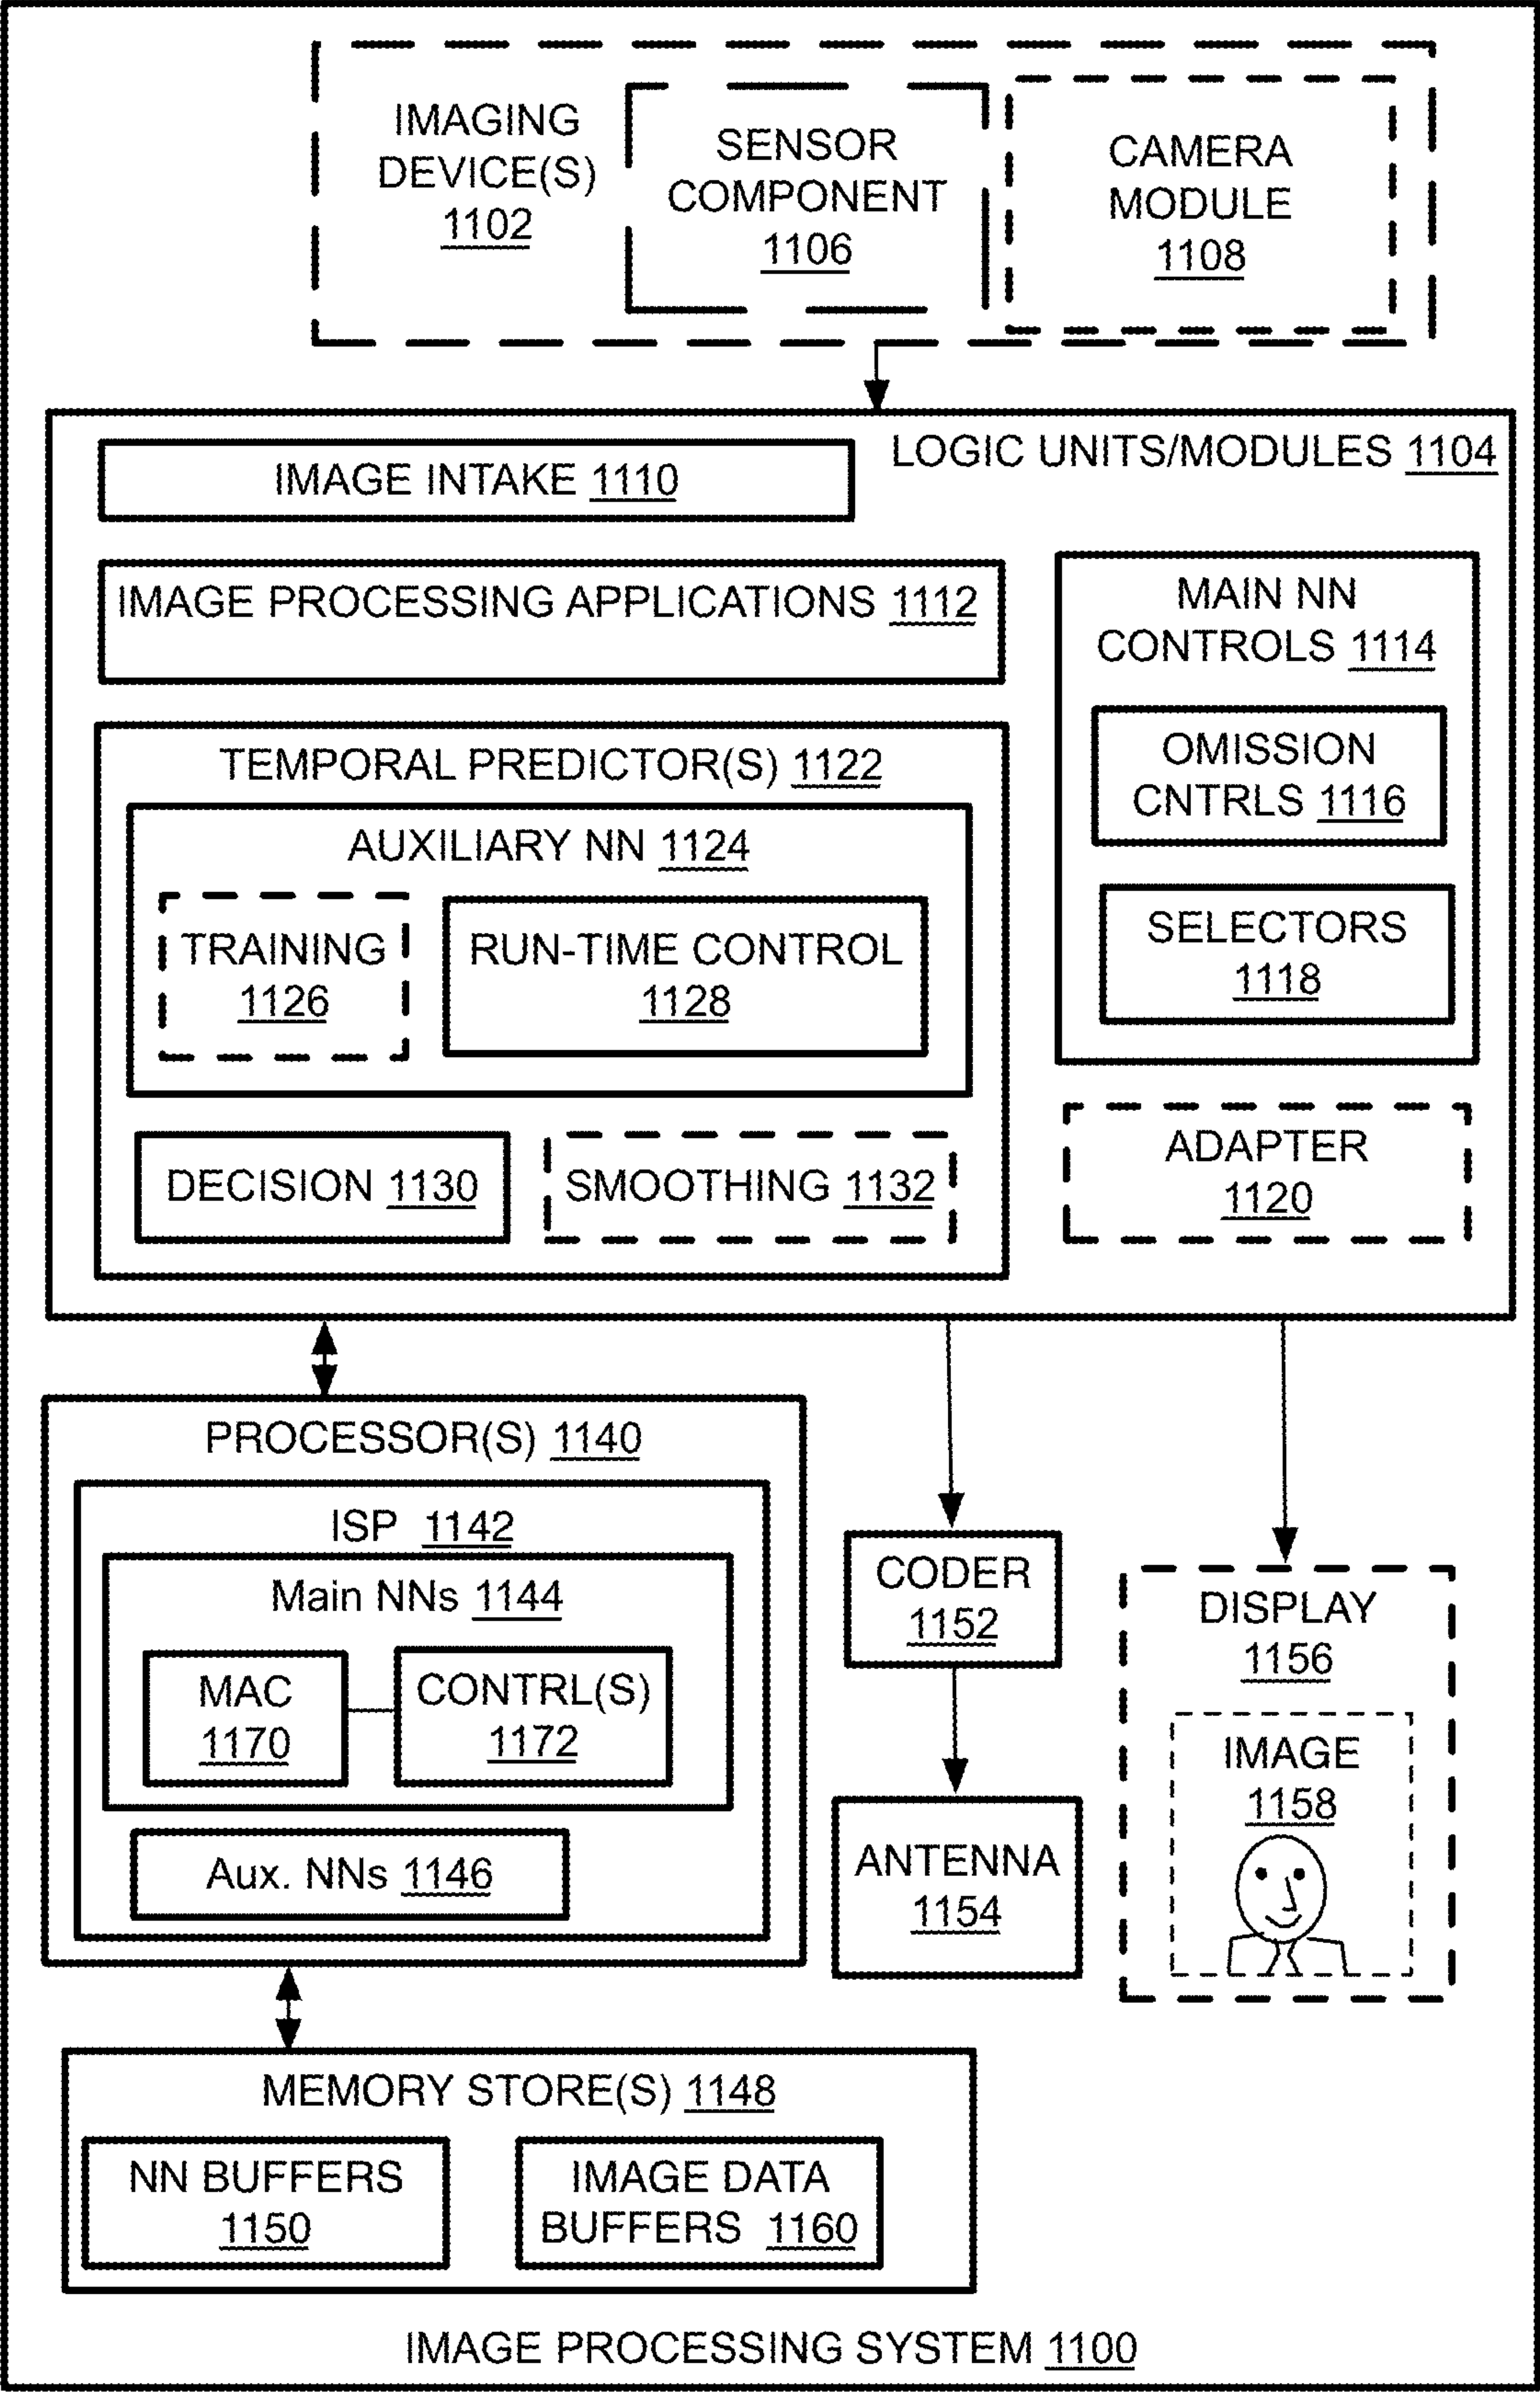 IMAGING
DEVICE(S)
1102
SENSOR
COMPONENT
1106
CAMERA
MODULE
1108
LOGIC UNITS/MODULES 1104
IMAGE INTAKE 1110
IMAGE PROCESSING APPLICATIONS 1112
MAIN NN
CONTROLS 1114
OMISSION
CNTRLS 1116
SELECTORS
1118
TEMPORAL PREDICTOR(S) 1122
AUXILIARY NN 1124
TRAINING
1126
RUN-TIME CONTROL
1128
DECISION 1130
SMOOTHING 1132
ADAPTER
1120
PROCESSOR(S) 1140
ISP 1142
Main NNs 1144
MAC
1170
CONTRL(S)
1172
Aux. NNs 1146
CODER
1152
ANTENNA
1154
DISPLAY
1156
IMAGE
1158
MEMORY STORE(S) 1148
NN BUFFERS
1150
IMAGE DATA
BUFFERS 1160
IMAGE PROCESSING SYSTEM 1100